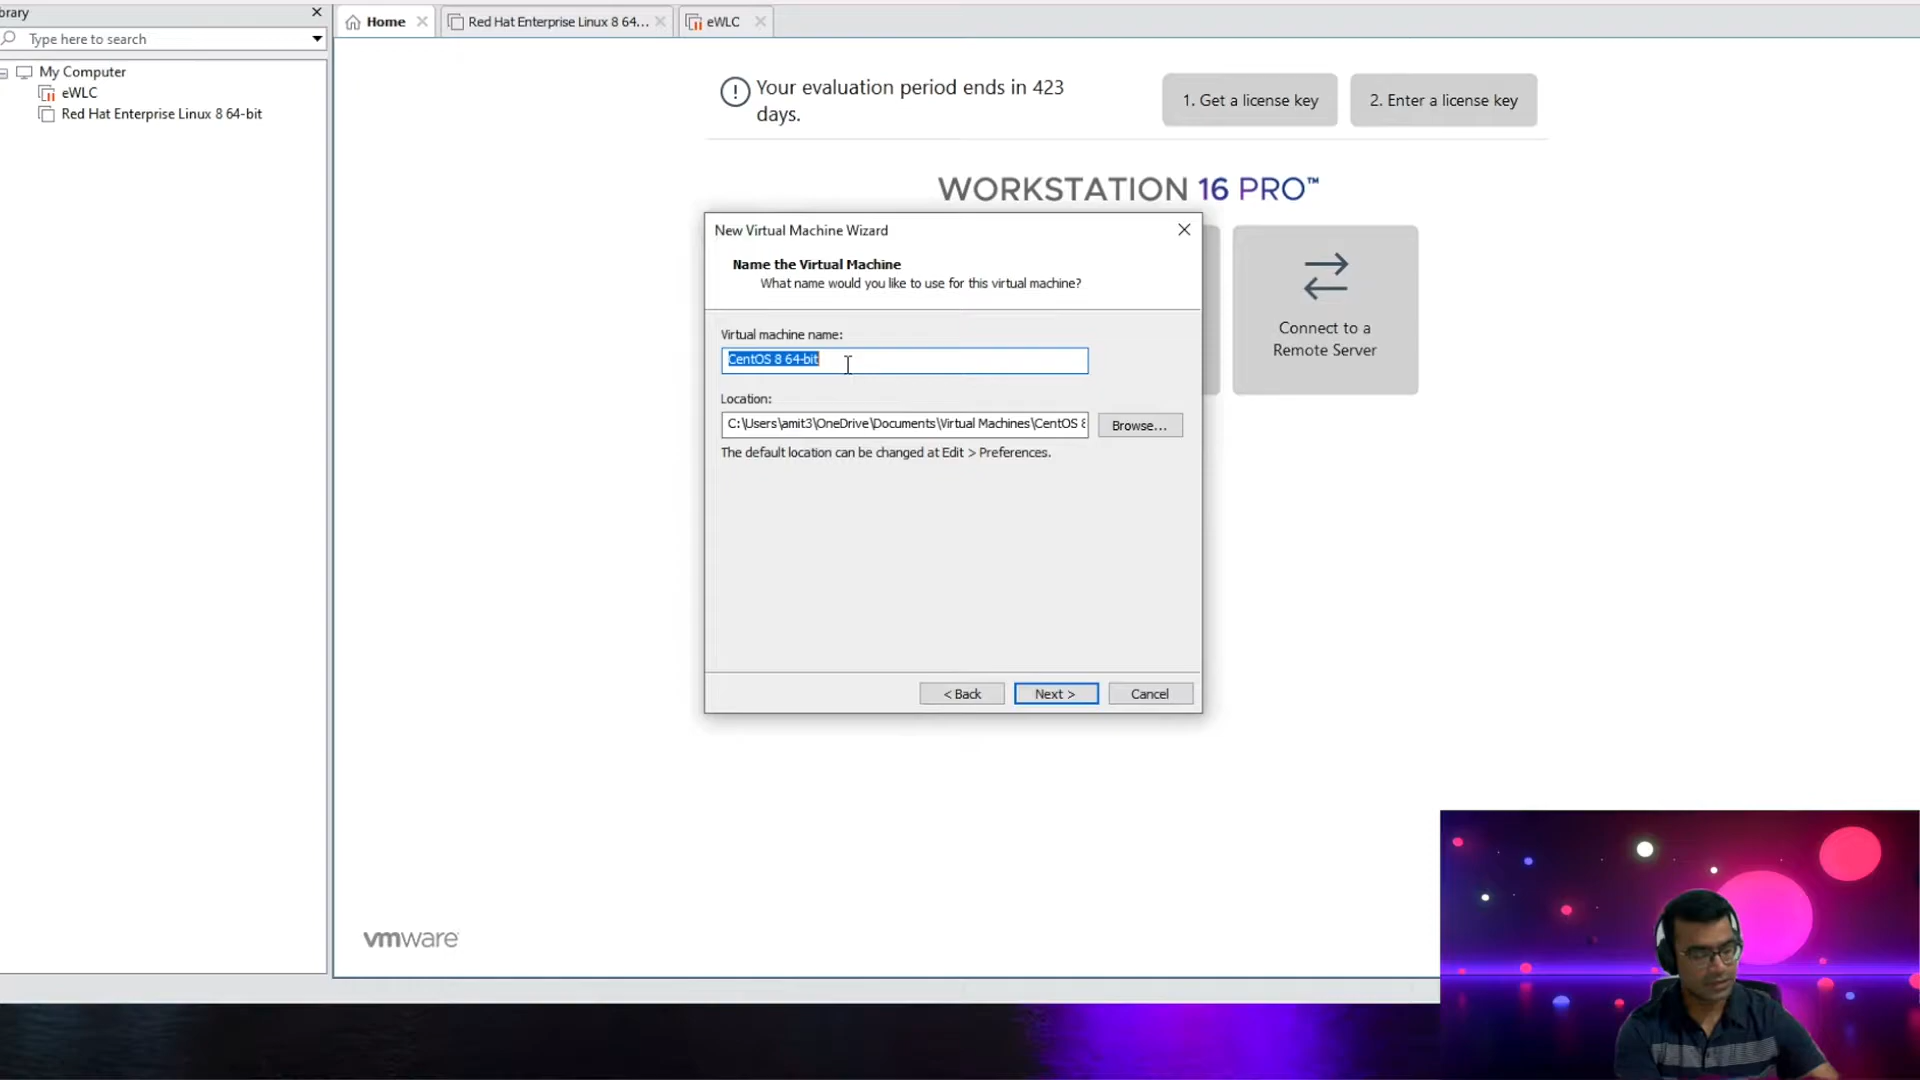 brary
Type here to search
My Computer
eWLC
Red Hat Enterprise Linux 8 64-bit
Home
Red Hat Enterprise Linux 8 64...
eWLC
Your evaluation period ends in 423
days.
1. Get a license key
2. Enter a license key
WORKSTATION 16 PRO™
New Virtual Machine Wizard
Name the Virtual Machine
What name would you like to use for this virtual machine?
Virtual machine name:
CentOS 8 64-bit
Location:
C:\Users\amit3\OneDrive\Documents\Virtual Machines\CentOS 8
Browse...
The default location can be changed at Edit > Preferences.
< Back
Next >
Cancel
Connect to a
Remote Server
vmware